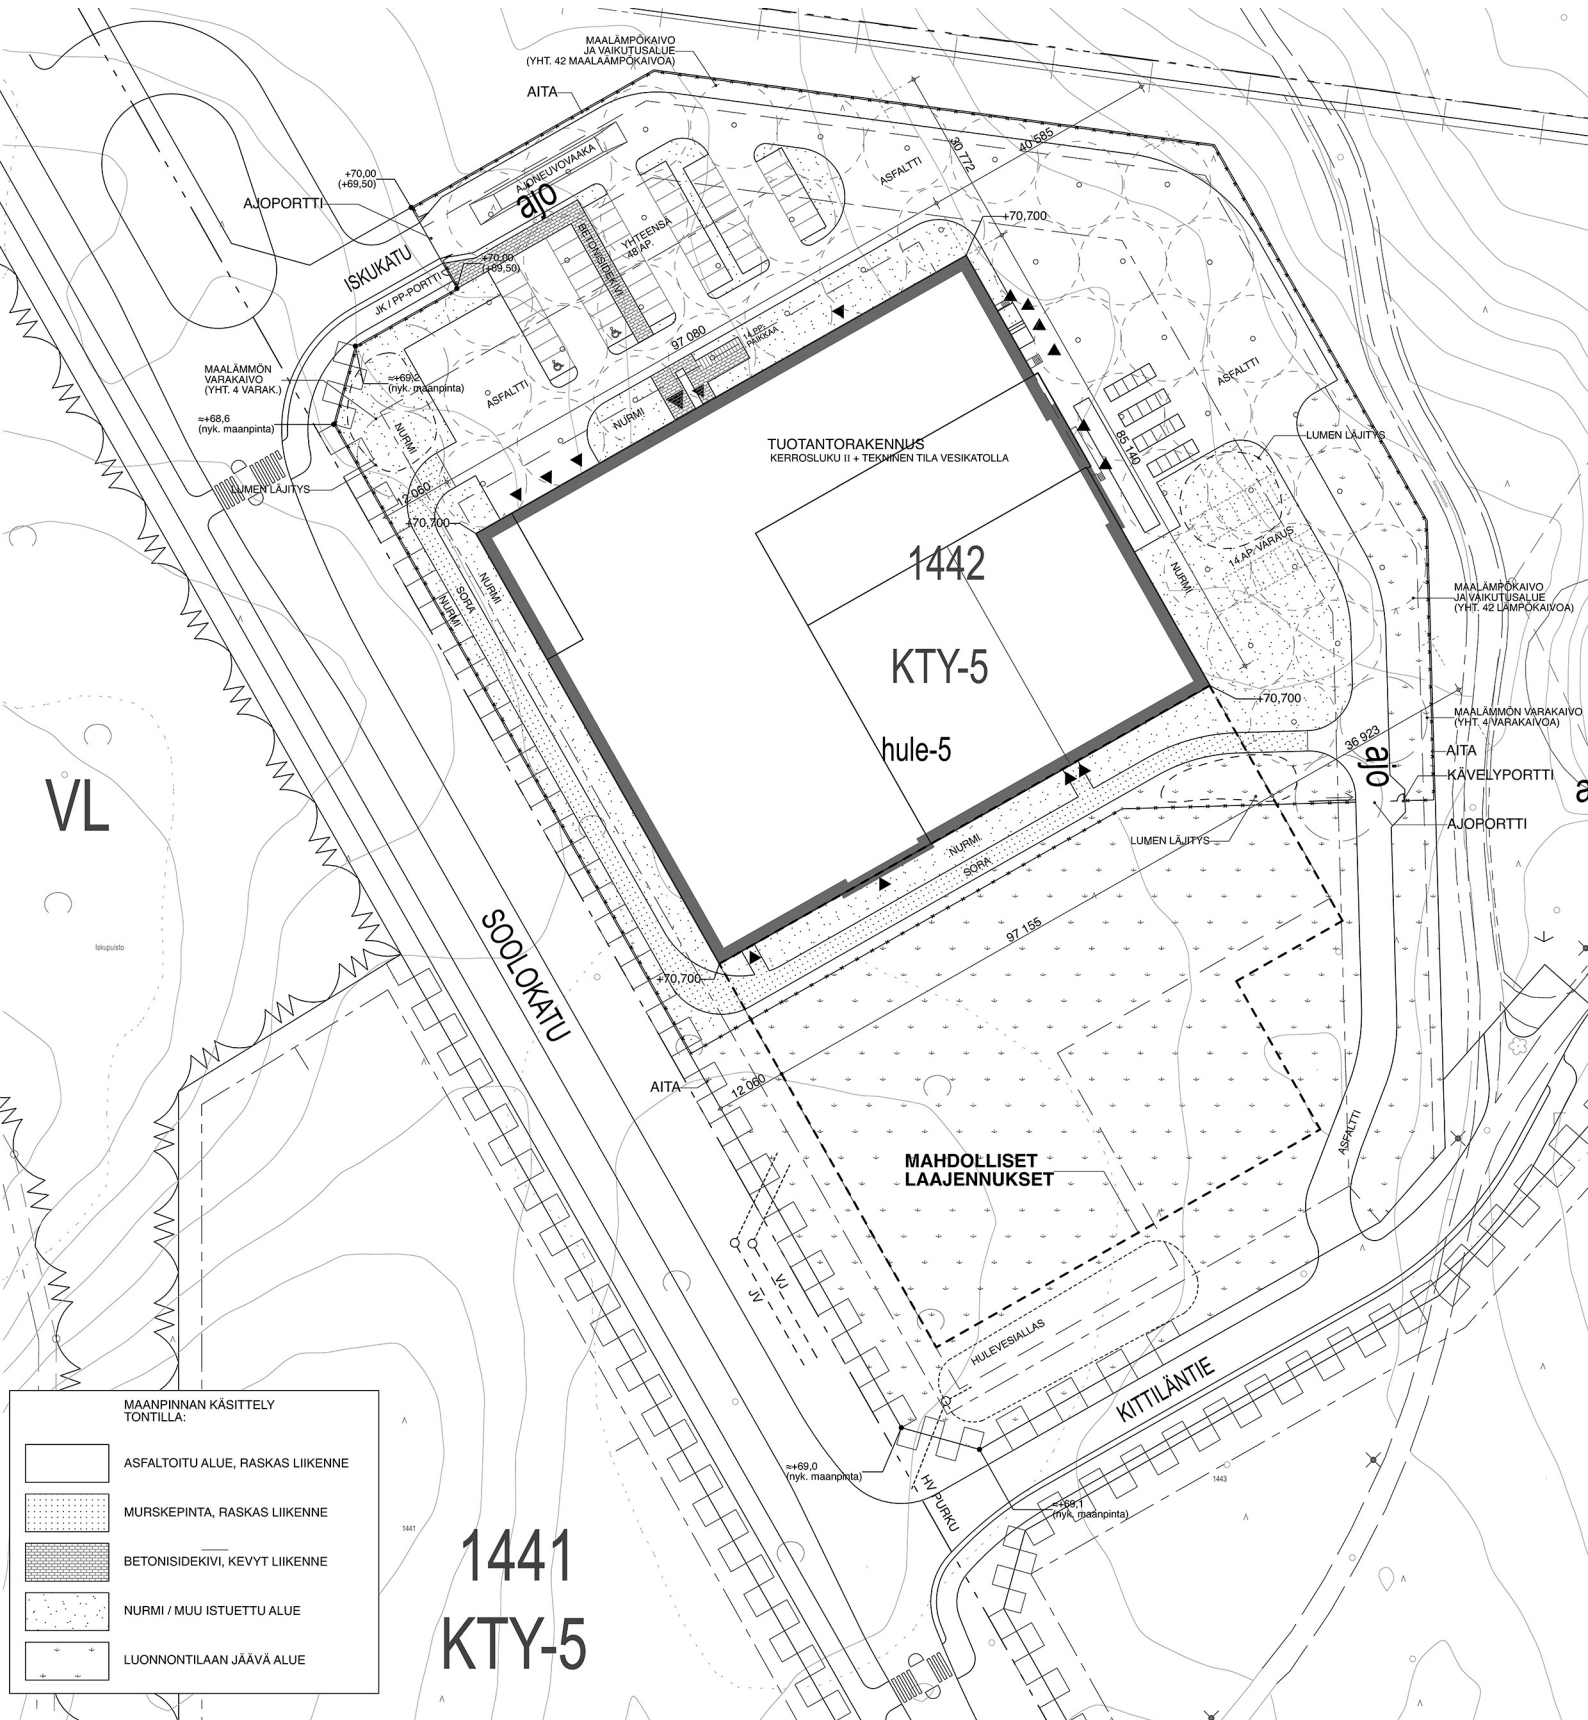 MAALÄMPÖKAIVO
JA VAIKUTUSALUE
(YHT. 42 MAALAÄMPÖKAIVOA)
AITA
30 772
40 585
ASFALTTI
AJONEUVOVAAKA
ajo
+70,00
(+69,50)
AJOPORTTI
+70,700
BETONISIDEKIVI
YHTEENSÄ
48 AP.
ISKUKATU
+70,00
(+69,50)
JK / PP-PORTTI
97 080
14 PP-
PAIKKAA
MAALÄMMÖN
VARAKAIVO
(YHT. 4 VARAK.)
≈+69,2
(nyk. maanpinta)
ASFALTTI
ASFALTTI
≈+68,6
(nyk. maanpinta)
NURMI
NURMI
TUOTANTORAKENNUS
KERROSLUKU II + TEKNINEN TILA VESIKATOLLA
85 140
LUMEN LÄJITYS
LUMEN LÄJITYS
12 060
+70,700
14 AP. VARAUS
1442
NURMI
SORA
NURMI
NURMI
MAALÄMPÖKAIVO
JA VAIKUTUSALUE
(YHT. 42 LÄMPÖKAIVOA)
KTY-5
+70,700
MAALÄMMÖN VARAKAIVO
(YHT. 4 VARAKAIVOA)
36 923
hule-5
ajo
AITA
KÄVELYPORTTI
a
VL
AJOPORTTI
LUMEN LÄJITYS
NURMI
SORA
Iskupuisto
SOOLOKATU
97 155
+70,700
AITA
12 060
ASFALTTI
MAHDOLLISET
LAAJENNUKSET
JV
VJ
HULEVESIALLAS
KITTILÄNTIE
≈+69,0
(nyk. maanpinta)
HV PURKU
≈+69,1
(nyk. maanpinta)
1443
MAANPINNAN KÄSITTELY
TONTILLA:
ASFALTOITU ALUE, RASKAS LIIKENNE
MURSKEPINTA, RASKAS LIIKENNE
BETONISIDEKIVI, KEVYT LIIKENNE
NURMI / MUU ISTUETTU ALUE
LUONNONTILAAN JÄÄVÄ ALUE
1441
1441
KTY-5